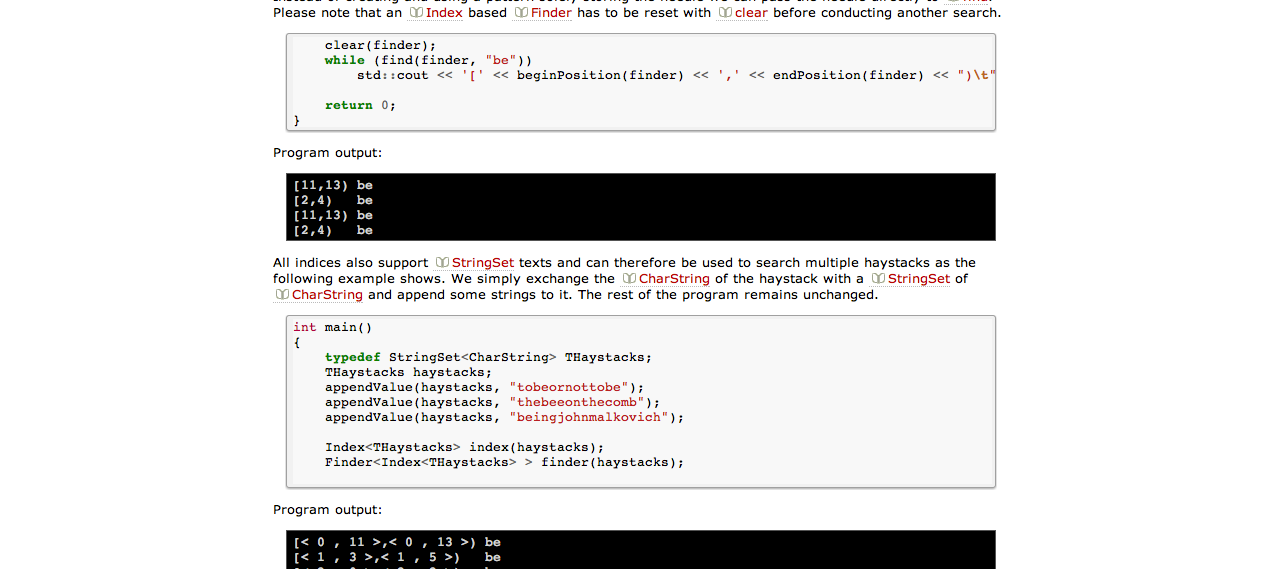 Please note that an Index based Finder has to be reset with clear before conducting another search.
clear(finder);
while (find(finder, "be"))
std::cout << '[' << beginPosition(finder) << ',' << endPosition(finder) << ")\t"
return 0;
}
Program output:
[11,13) be
[2,4) be
[11,13) be
[2,4) be
All indices also support StringSet texts and can therefore be used to search multiple haystacks as the
following example shows. We simply exchange the CharString of the haystack with a StringSet of
CharString and append some strings to it. The rest of the program remains unchanged.
int main()
{
typedef StringSet<CharString> THaystacks;
THaystacks haystacks;
appendValue(haystacks, "tobeornottobe");
appendValue(haystacks, "thebeeonthecomb");
appendValue(haystacks, "beingjohnmalkovich");
Index<THaystacks> index(haystacks);
Finder<Index<THaystacks> > finder(haystacks);
Program output:
[< 0 , 11 >,< 0 , 13 >) be
[< 1 , 3 >,< 1 , 5 >) be